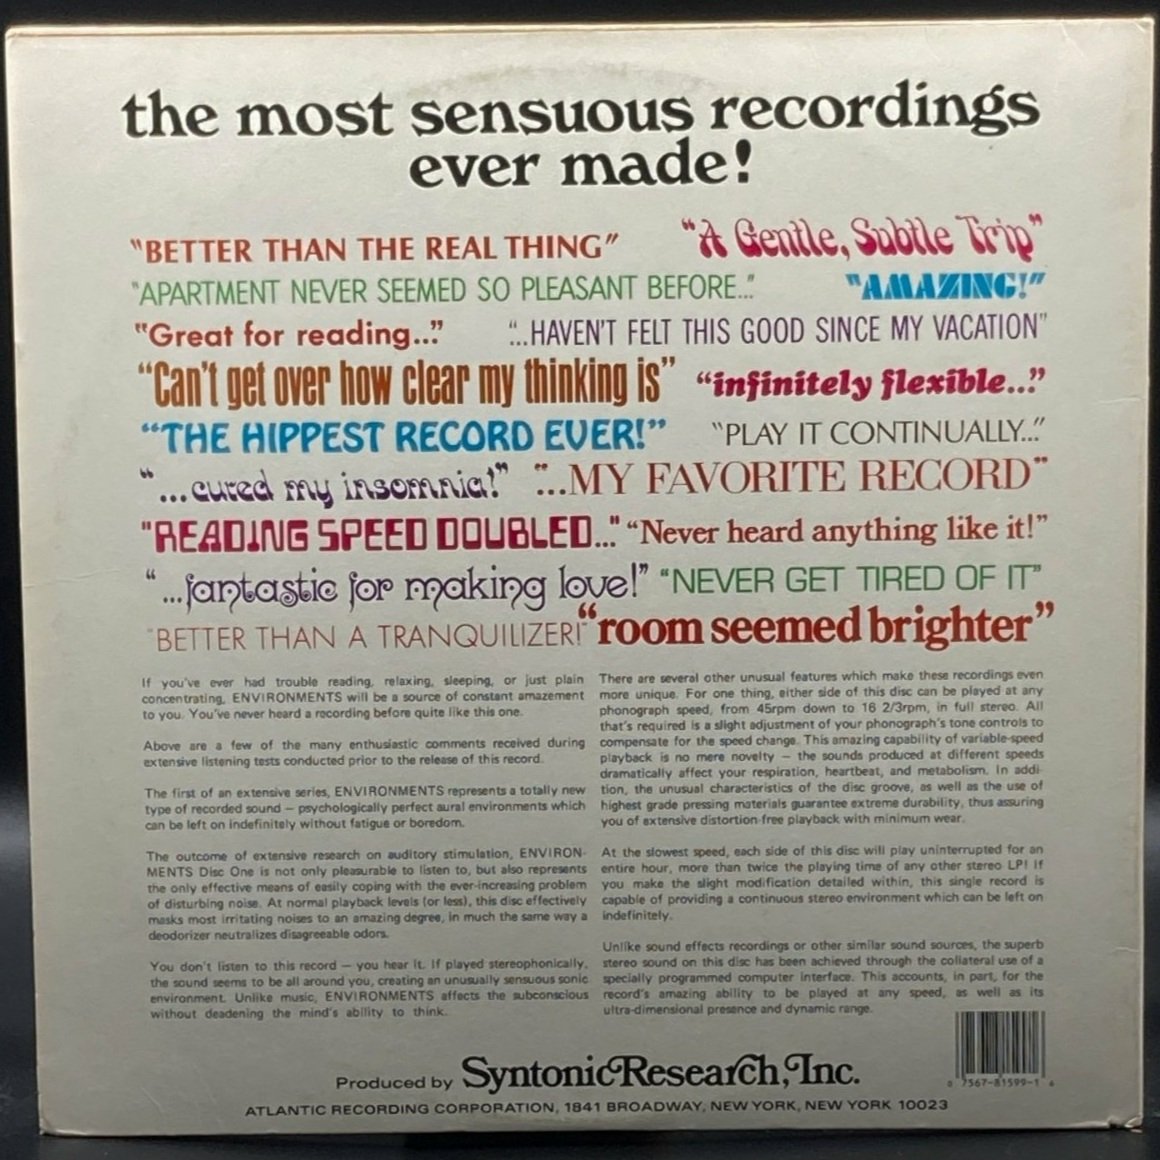 the most sensuous recordings
ever made!
"BETTER THAN THE REAL THING" "A Gentle, Subtle Trip"
"APARTMENT NEVER SEEMED SO PLEASANT BEFORE..." "AMAZING!"
"Great for reading..." "...HAVEN'T FELT THIS GOOD SINCE MY VACATION"
"Can't get over how clear my thinking is" "infinitely flexible..."
"THE HIPPEST RECORD EVER!" "PLAY IT CONTINUALLY..."
"...cured my insomnia!" "...MY FAVORITE RECORD"
"READING SPEED DOUBLED..." "Never heard anything like it!"
"...fantastic for making love!" "NEVER GET TIRED OF IT"
"BETTER THAN A TRANQUILIZER!" "room seemed brighter"
If you've ever had trouble reading, relaxing, sleeping, or just plain
concentrating, ENVIRONMENTS will be a source of constant amazement
to you. You've never heard a recording before quite like this one.
Above are a few of the many enthusiastic comments received during
extensive listening tests conducted prior to the release of this record.
The first of an extensive series, ENVIRONMENTS represents a totally new
type of recorded sound — psychologically perfect aural environments which
can be left on indefinitely without fatigue or boredom.
The outcome of extensive research on auditory stimulation, ENVIRON-
MENTS Disc One is not only pleasurable to listen to, but also represents
the only effective means of easily coping with the ever-increasing problem
of disturbing noise. At normal playback levels (or less), this disc effectively
masks most irritating noises to an amazing degree, in much the same way a
deodorizer neutralizes disagreeable odors.
You don't listen to this record — you hear it. If played stereophonically,
the sound seems to be all around you, creating an unusually sensuous sonic
environment. Unlike music, ENVIRONMENTS affects the subconscious
without deadening the mind's ability to think.
There are several other unusual features which make these recordings even
more unique. For one thing, either side of this disc can be played at any
phonograph speed, from 45rpm down to 16 2/3rpm, in full stereo. All
that's required is a slight adjustment of your phonograph's tone controls to
compensate for the speed change. This amazing capability of variable-speed
playback is no mere novelty — the sounds produced at different speeds
dramatically affect your respiration, heartbeat, and metabolism. In addi-
tion, the unusual characteristics of the disc groove, as well as the use of
highest grade pressing materials guarantee extreme durability, thus assuring
you of extensive distortion-free playback with minimum wear.
At the slowest speed, each side of this disc will play uninterrupted for an
entire hour, more than twice the playing time of any other stereo LP! If
you make the slight modification detailed within, this single record is
capable of providing a continuous stereo environment which can be left on
indefinitely.
Unlike sound effects recordings or other similar sound sources, the superb
stereo sound on this disc has been achieved through the collateral use of a
specially programmed computer interface. This accounts, in part, for the
record's amazing ability to be played at any speed, as well as its
ultra-dimensional presence and dynamic range.
0 7567-81599-1 6
Produced by Syntonic Research, Inc.
ATLANTIC RECORDING CORPORATION, 1841 BROADWAY, NEW YORK, NEW YORK 10023